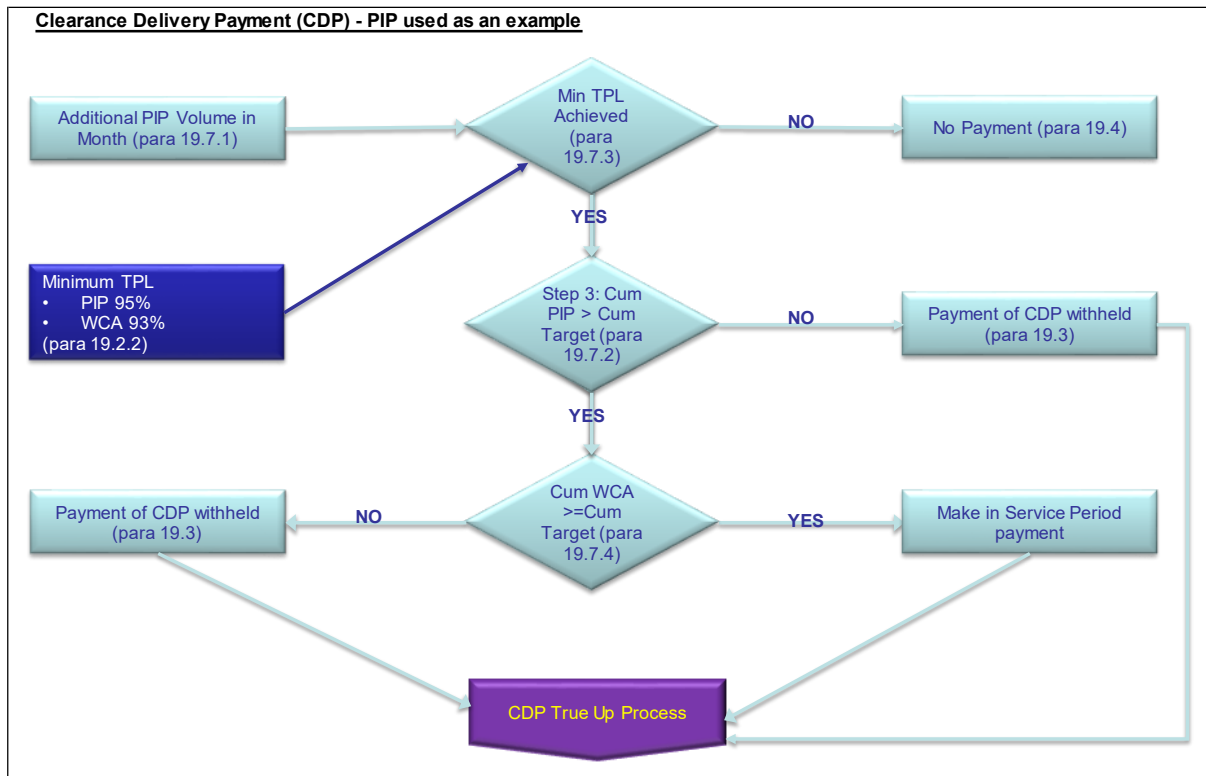 Clearance Delivery Payment (CDP) - PIP used as an example
Additional PIP Volume in
Month (para 19.7.1)
Min TPL
Achieved
(para
19.7.3)
NO
No Payment (para 19.4)
YES
Minimum TPL
• PIP 95%
• WCA 93%
(para 19.2.2)
Step 3: Cum
PIP > Cum
Target (para
19.7.2)
NO
Payment of CDP withheld
(para 19.3)
YES
Payment of CDP withheld
(para 19.3)
NO
Cum WCA
>=Cum
Target (para
19.7.4)
YES
Make in Service Period
payment
CDP True Up Process